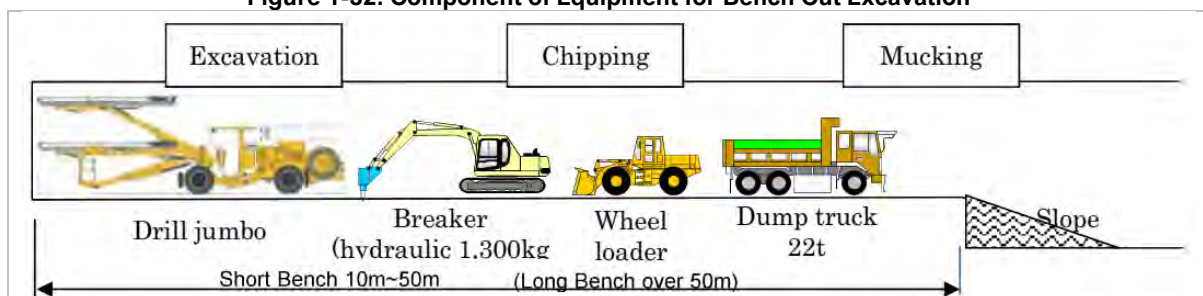 Figure 1-32: Component of Equipment for Bench Cut Excavation
Excavation
Chipping
Mucking
Drill jumbo
Breaker
(hydraulic 1.300kg
Wheel
loader
Dump truck
22t
Slope
Short Bench 10m~50m
(Long Bench over 50m)